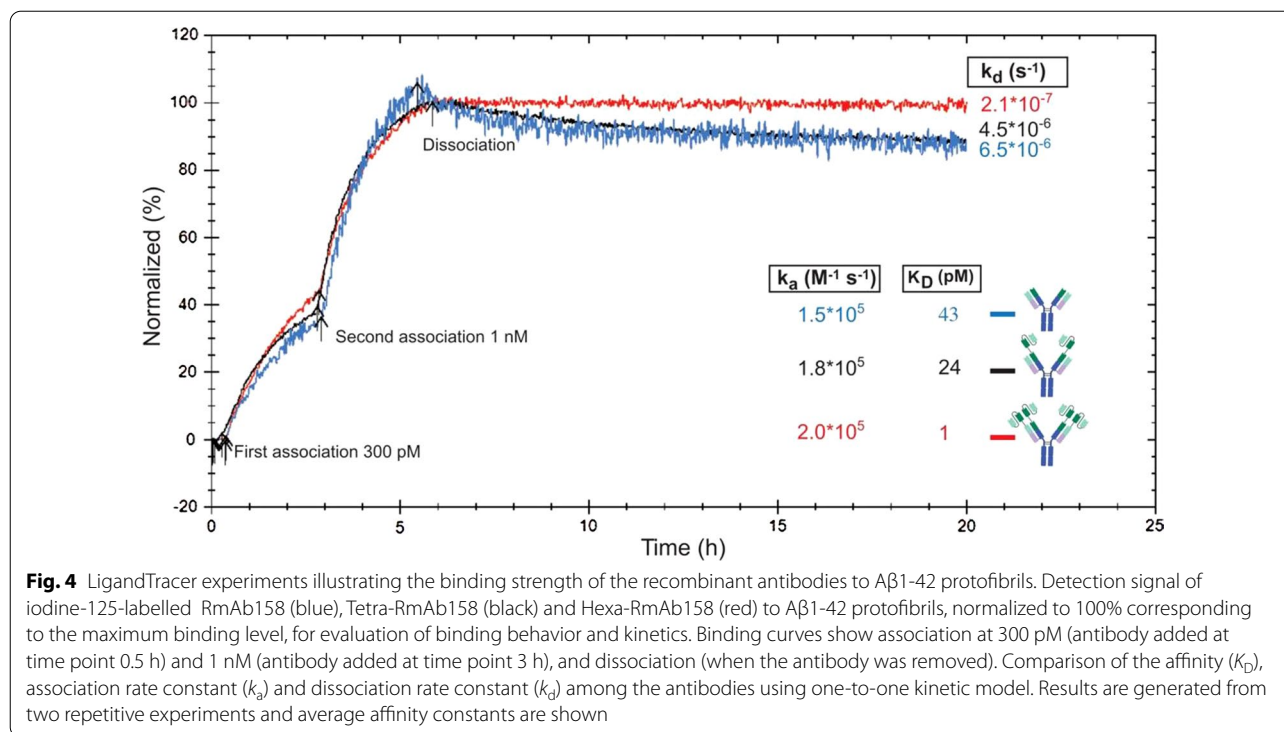 120
100
80
60
40
20
0
-20
Normalized (%)
0
5
10
15
20
25
Time (h)
First association 300 pM
Second association 1 nM
Dissociation
k_d (s⁻¹)
2.1*10⁻⁷
4.5*10⁻⁶
6.5*10⁻⁶
k_a (M⁻¹ s⁻¹) K_D (pM)
1.5*10⁵ 43
1.8*10⁵ 24
2.0*10⁵ 1
Fig. 4 LigandTracer experiments illustrating the binding strength of the recombinant antibodies to Aβ1-42 protofibrils. Detection signal of
iodine-125-labelled RmAb158 (blue), Tetra-RmAb158 (black) and Hexa-RmAb158 (red) to Aβ1-42 protofibrils, normalized to 100% corresponding
to the maximum binding level, for evaluation of binding behavior and kinetics. Binding curves show association at 300 pM (antibody added at
time point 0.5 h) and 1 nM (antibody added at time point 3 h), and dissociation (when the antibody was removed). Comparison of the affinity (K_D),
association rate constant (k_a) and dissociation rate constant (k_d) among the antibodies using one-to-one kinetic model. Results are generated from
two repetitive experiments and average affinity constants are shown